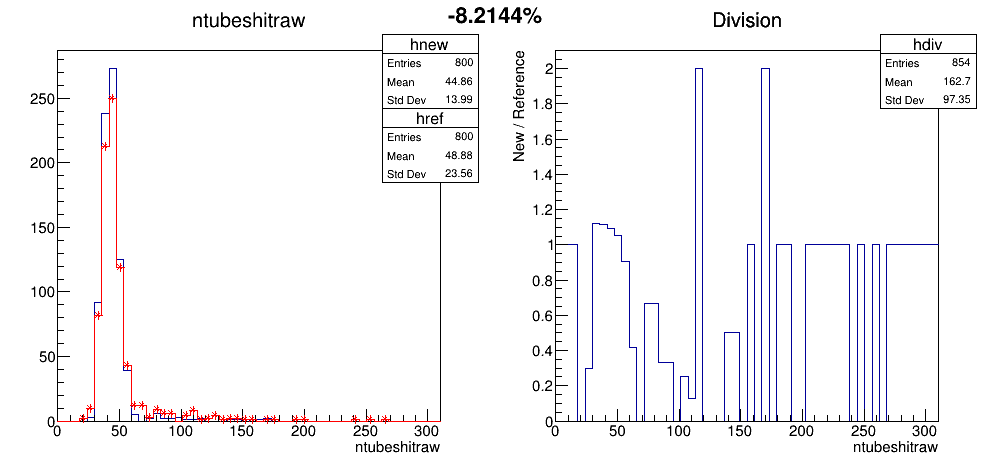 -8.2144%
ntubeshitraw
hnew
Entries 800
Mean 44.86
Std Dev 13.99
href
Entries 800
Mean 48.88
Std Dev 23.56
250
200
150
100
50
0
0 50 100 150 200 250 300
ntubeshitraw
Division
hdiv
Entries 854
Mean 162.7
Std Dev 97.35
New / Reference
2
1.8
1.6
1.4
1.2
1
0.8
0.6
0.4
0.2
0
0 50 100 150 200 250 300
ntubeshitraw